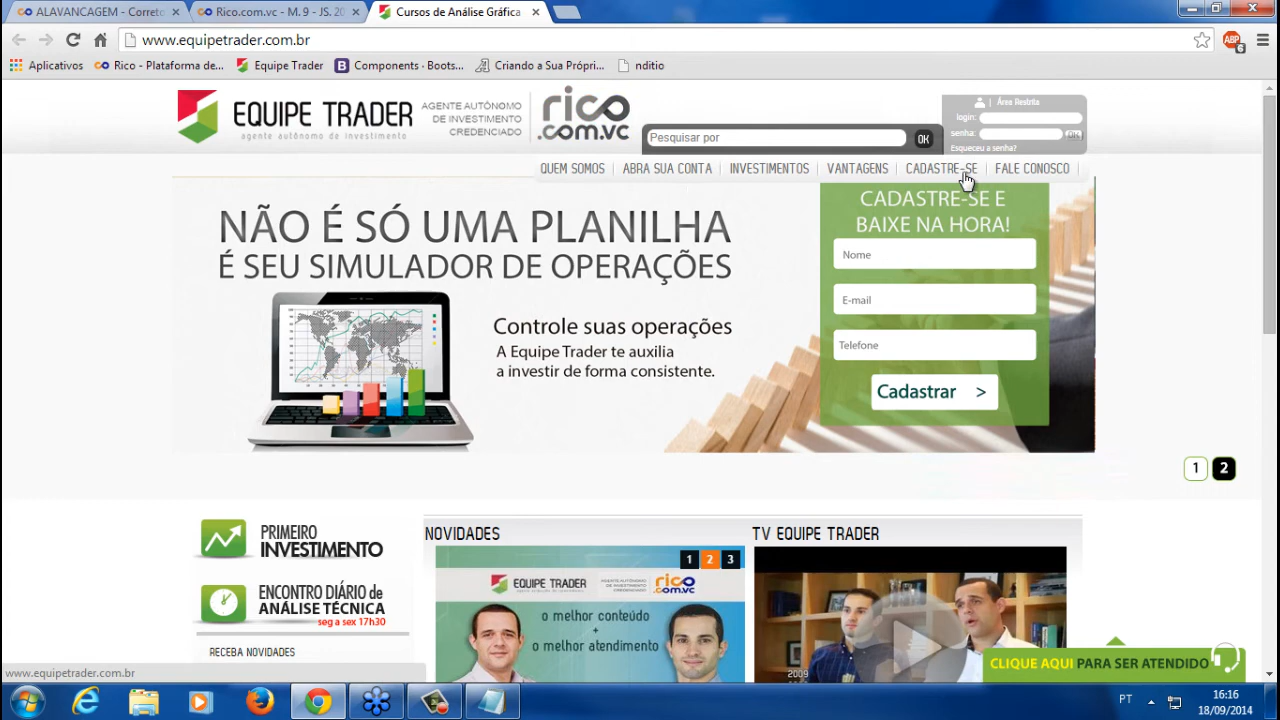 ALAVANCAGEM - Correto
Rico.com.vc - M. 9 - JS. 20
Cursos de Análise Gráfica
www.equipetrader.com.br
ABP
6
Aplicativos
Rico - Plataforma de...
Equipe Trader
B
Components · Boots...
Criando a Sua Própri...
nditio
EQUIPE TRADER
agente autônomo de investimento
AGENTE AUTÔNOMO
DE INVESTIMENTO
CREDENCIADO
rico
.com.vc
Pesquisar por
OK
Área Restrita
login:
senha:
OK
Esqueceu a senha?
QUEM SOMOS
ABRA SUA CONTA
INVESTIMENTOS
VANTAGENS
CADASTRE-SE
FALE CONOSCO
NÃO É SÓ UMA PLANILHA
É SEU SIMULADOR DE OPERAÇÕES
Controle suas operações
A Equipe Trader te auxilia
a investir de forma consistente.
CADASTRE-SE E
BAIXE NA HORA!
Nome
E-mail
Telefone
Cadastrar >
1
2
PRIMEIRO
INVESTIMENTO
ENCONTRO DIÁRIO de
ANÁLISE TÉCNICA
seg a sex 17h30
RECEBA NOVIDADES
NOVIDADES
1
2
3
EQUIPE TRADER
rico
.com.vc
o melhor conteúdo
+
o melhor atendimento
TV EQUIPE TRADER
2009
CLIQUE AQUI PARA SER ATENDIDO
www.equipetrader.com.br
PT
16:16
18/09/2014